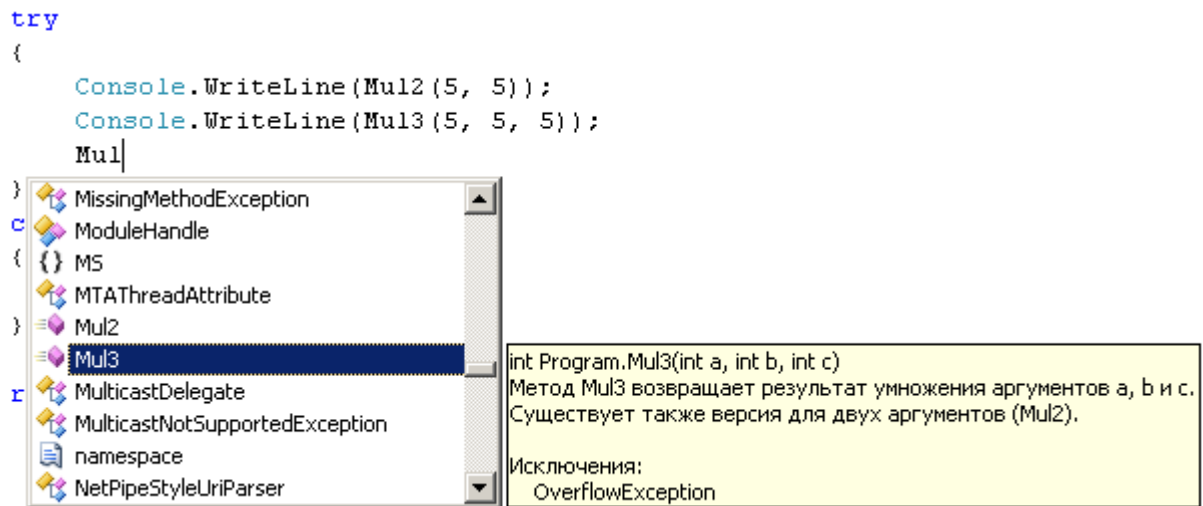 try
{
Console.WriteLine(Mul2(5, 5));
Console.WriteLine(Mul3(5, 5, 5));
Mul
}
c
{
}
r
MissingMethodException
ModuleHandle
{} MS
MTAThreadAttribute
Mul2
Mul3
MulticastDelegate
MulticastNotSupportedException
namespace
NetPipeStyleUriParser
int Program.Mul3(int a, int b, int c)
Метод Mul3 возвращает результат умножения аргументов a, b и c.
Существует также версия для двух аргументов (Mul2).
Исключения:
OverflowException